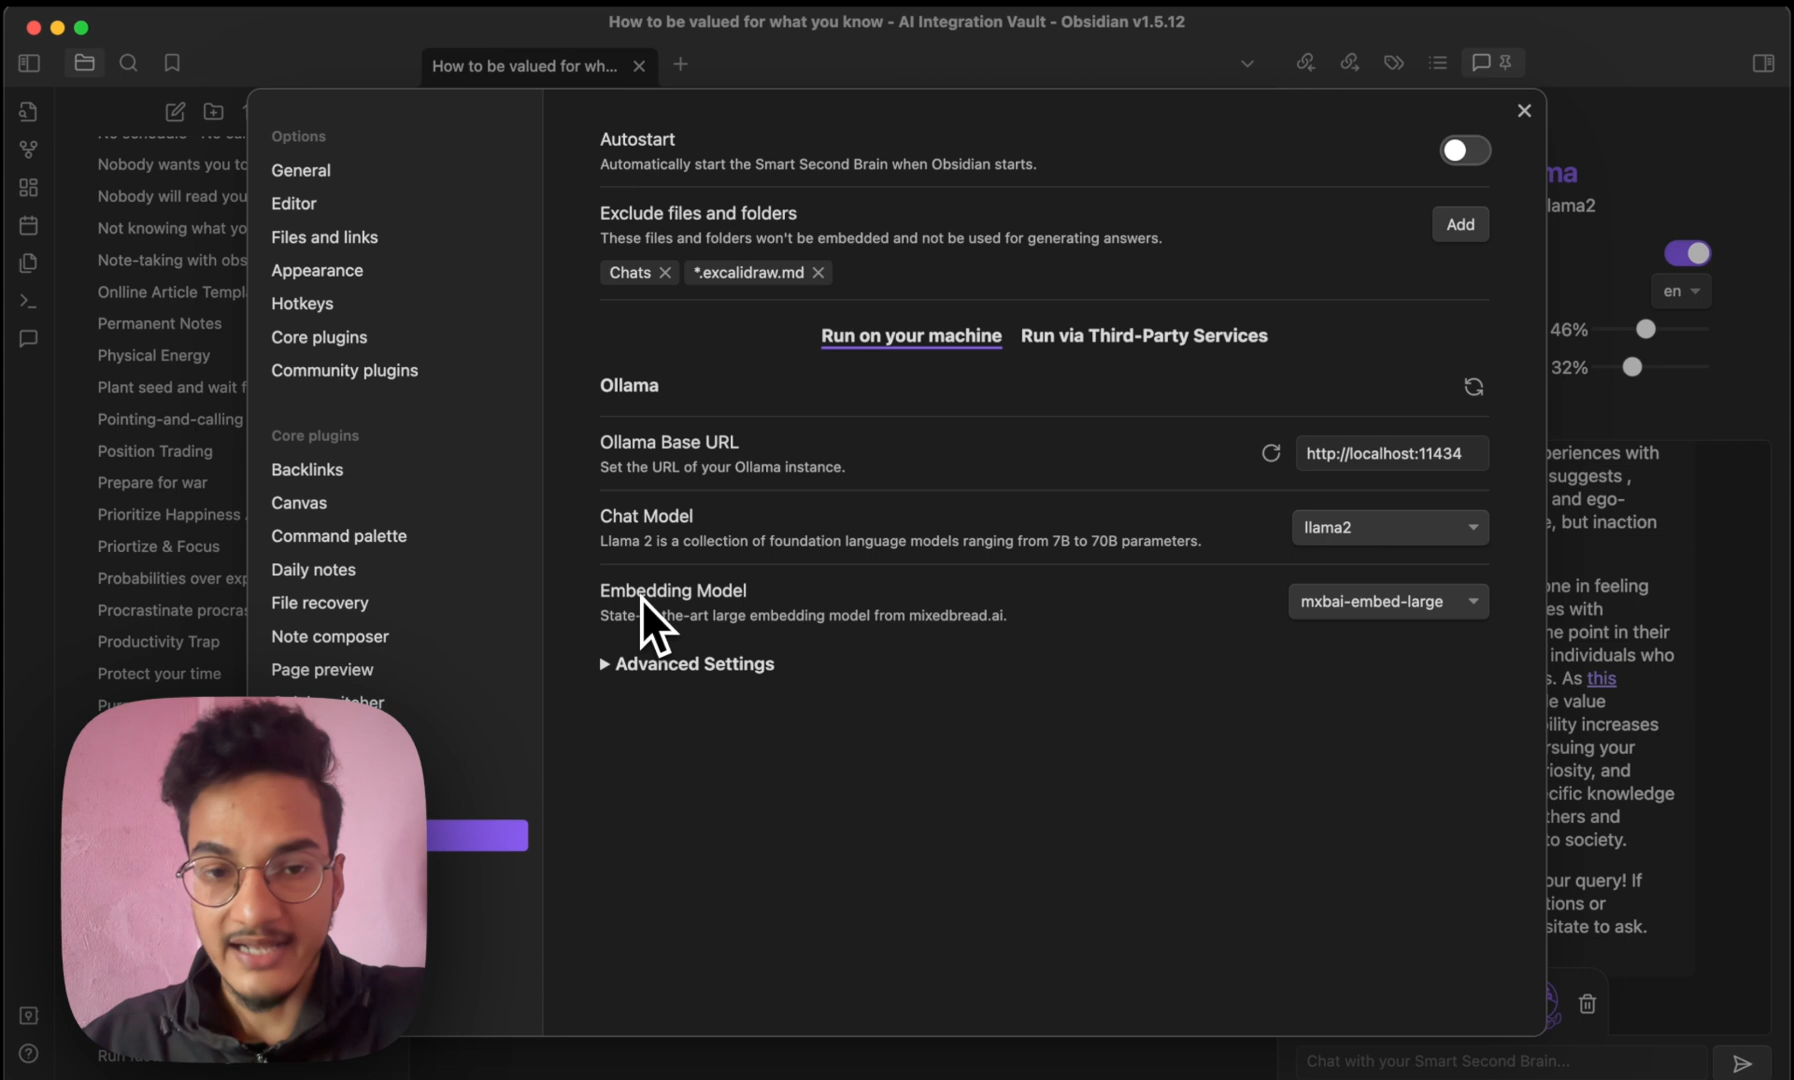 How to be valued for what you know - AI Integration Vault - Obsidian v1.5.12
How to be valued for wh...
Nobody wants you to
Nobody will read you
Not knowing what yo
Note-taking with obs
Onlline Article Templ
Permanent Notes
Physical Energy
Plant seed and wait f
Pointing-and-calling
Position Trading
Prepare for war
Prioritize Happiness
Priortize & Focus
Probabilities over exp
Procrastinate procras
Productivity Trap
Protect your time
Options
General
Editor
Files and links
Appearance
Hotkeys
Core plugins
Community plugins
Core plugins
Backlinks
Canvas
Command palette
Daily notes
File recovery
Note composer
Page preview
Autostart
Automatically start the Smart Second Brain when Obsidian starts.
Exclude files and folders
These files and folders won't be embedded and not be used for generating answers.
Add
Chats
*.excalidraw.md
Run on your machine Run via Third-Party Services
Ollama
Ollama Base URL
Set the URL of your Ollama instance.
http://localhost:11434
Chat Model
Llama 2 is a collection of foundation language models ranging from 7B to 70B parameters.
llama2
Embedding Model
State- the-art large embedding model from mixedbread.ai.
mxbai-embed-large
Advanced Settings
ma
lama2
en
46%
32%
periences with
suggests ,
and ego-
, but inaction
one in feeling
es with
ne point in their
individuals who
s. As this
e value
bility increases
rsuing your
riosity, and
cific knowledge
thers and
to society.
our query! If
tions or
sitate to ask.
Chat with your Smart Second Brain...